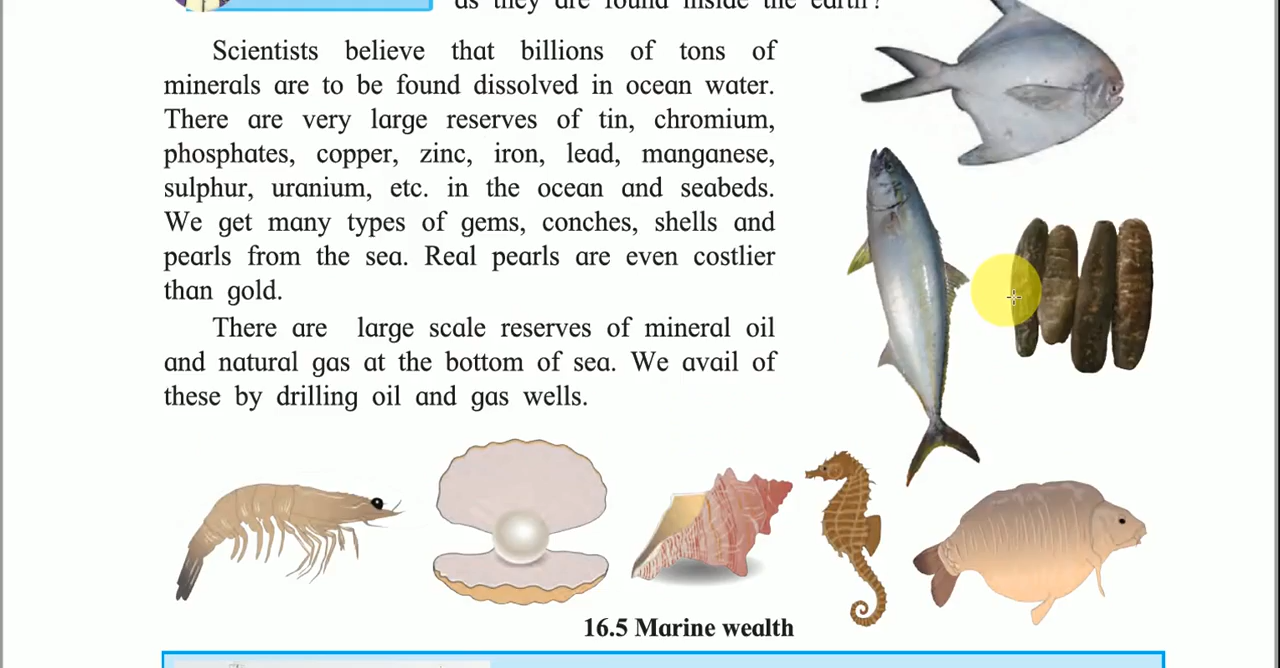 as they are found inside the earth?
Scientists believe that billions of tons of
minerals are to be found dissolved in ocean water.
There are very large reserves of tin, chromium,
phosphates, copper, zinc, iron, lead, manganese,
sulphur, uranium, etc. in the ocean and seabeds.
We get many types of gems, conches, shells and
pearls from the sea. Real pearls are even costlier
than gold.
There are large scale reserves of mineral oil
and natural gas at the bottom of sea. We avail of
these by drilling oil and gas wells.
16.5 Marine wealth